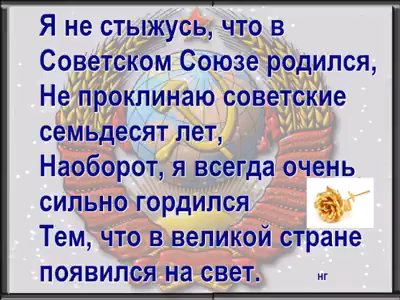 Я не стыжусь, что в
Советском Союзе родился,
Не проклинаю советские
семьдесят лет,
Наоборот, я всегда очень
сильно гордился
Тем, что в великой стране
появился на свет.
нг